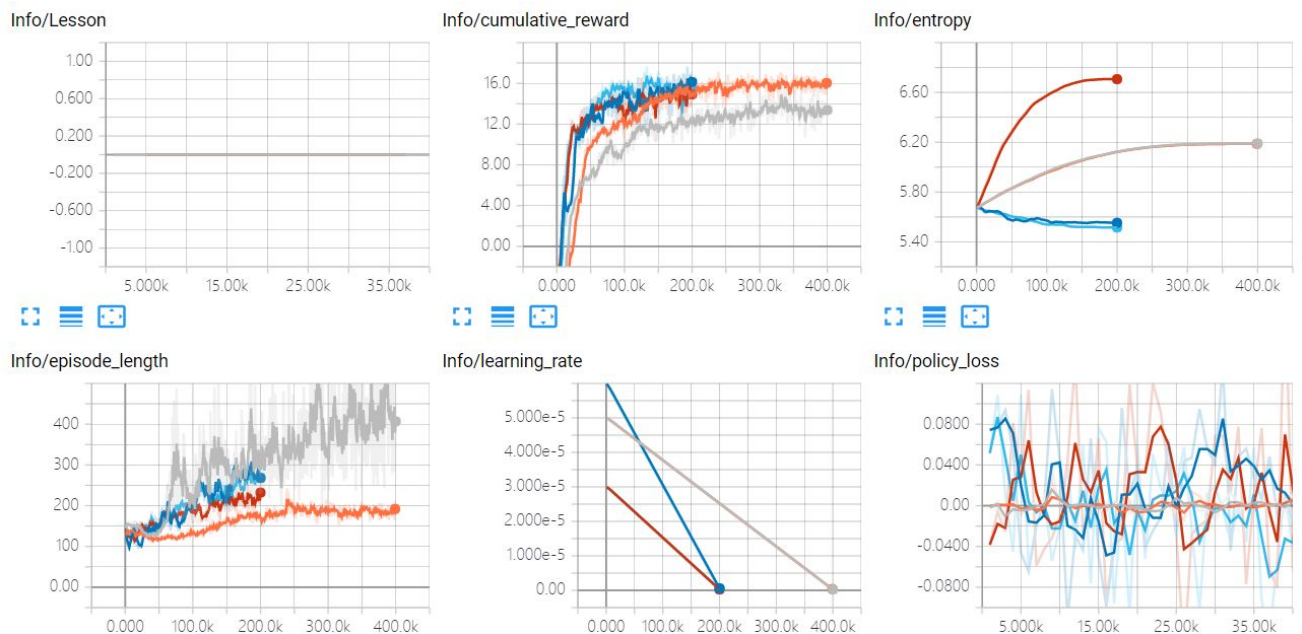 Info/Lesson
1.00
0.600
0.200
-0.200
-0.600
-1.00
5.000k 15.00k 25.00k 35.00k
Info/cumulative_reward
16.0
12.0
8.00
4.00
0.00
0.000 100.0k 200.0k 300.0k 400.0k
Info/entropy
6.60
6.20
5.80
5.40
0.000 100.0k 200.0k 300.0k 400.0k
Info/episode_length
400
300
200
100
0.00
0.000 100.0k 200.0k 300.0k 400.0k
Info/learning_rate
5.000e-5
4.000e-5
3.000e-5
2.000e-5
1.000e-5
0.00
0.000 100.0k 200.0k 300.0k 400.0k
Info/policy_loss
0.0800
0.0400
0.00
-0.0400
-0.0800
5.000k 15.00k 25.00k 35.00k